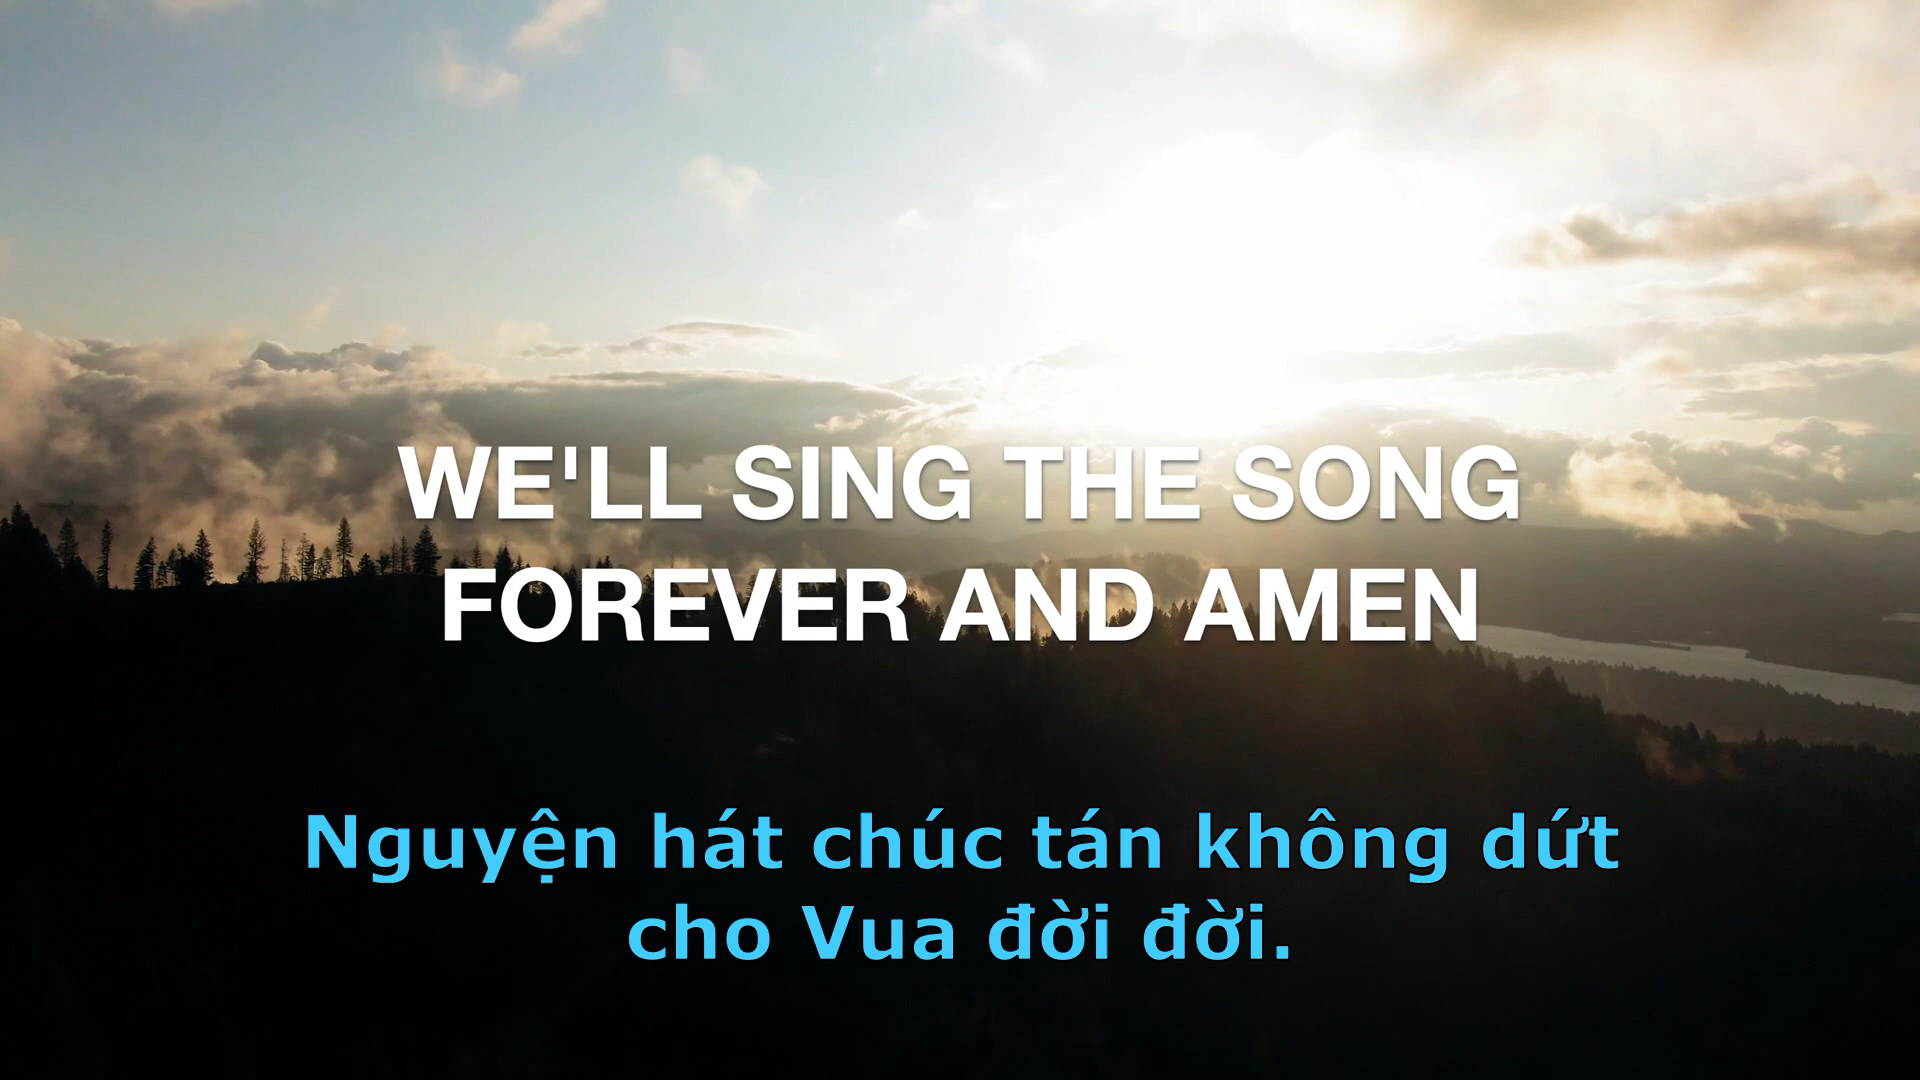 WE'LL SING THE SONG
FOREVER AND AMEN
Nguyện hát chúc tán không dứt
cho Vua đời đời.